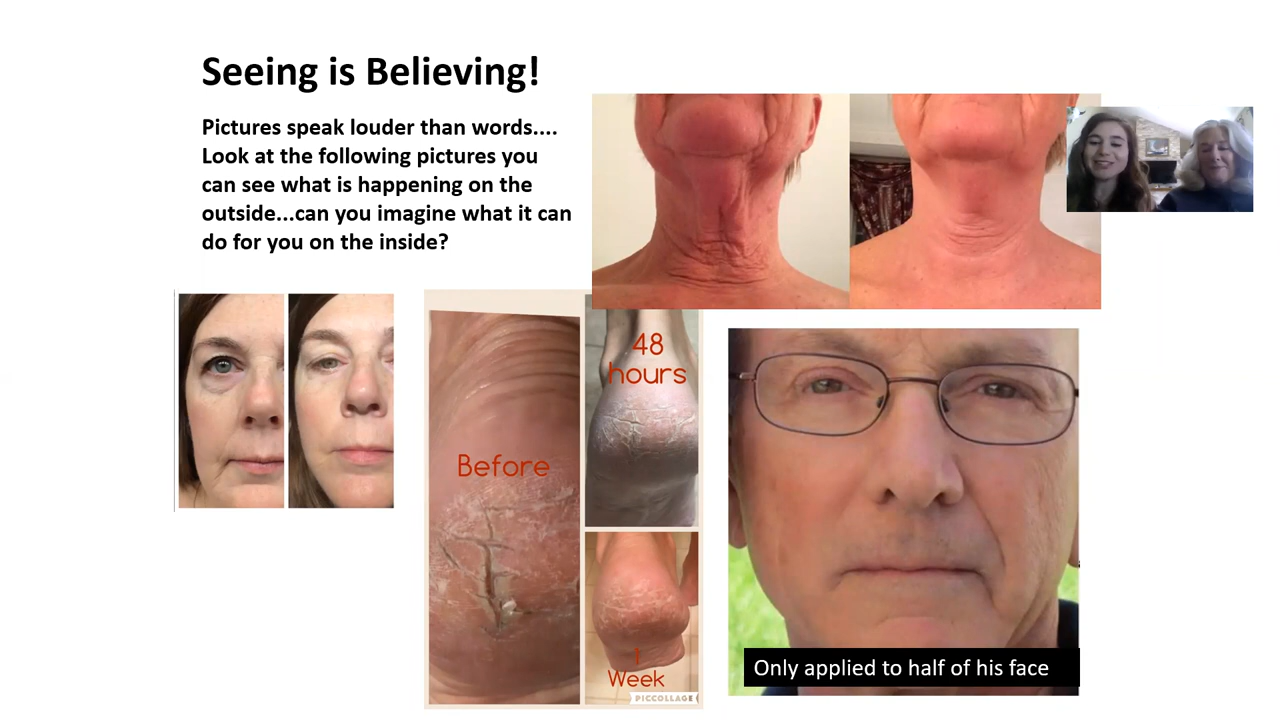 Seeing is Believing!
Pictures speak louder than words....
Look at the following pictures you
can see what is happening on the
outside...can you imagine what it can
do for you on the inside?
48
hours
Before
1
Week
PICCOLLAGE
Only applied to half of his face